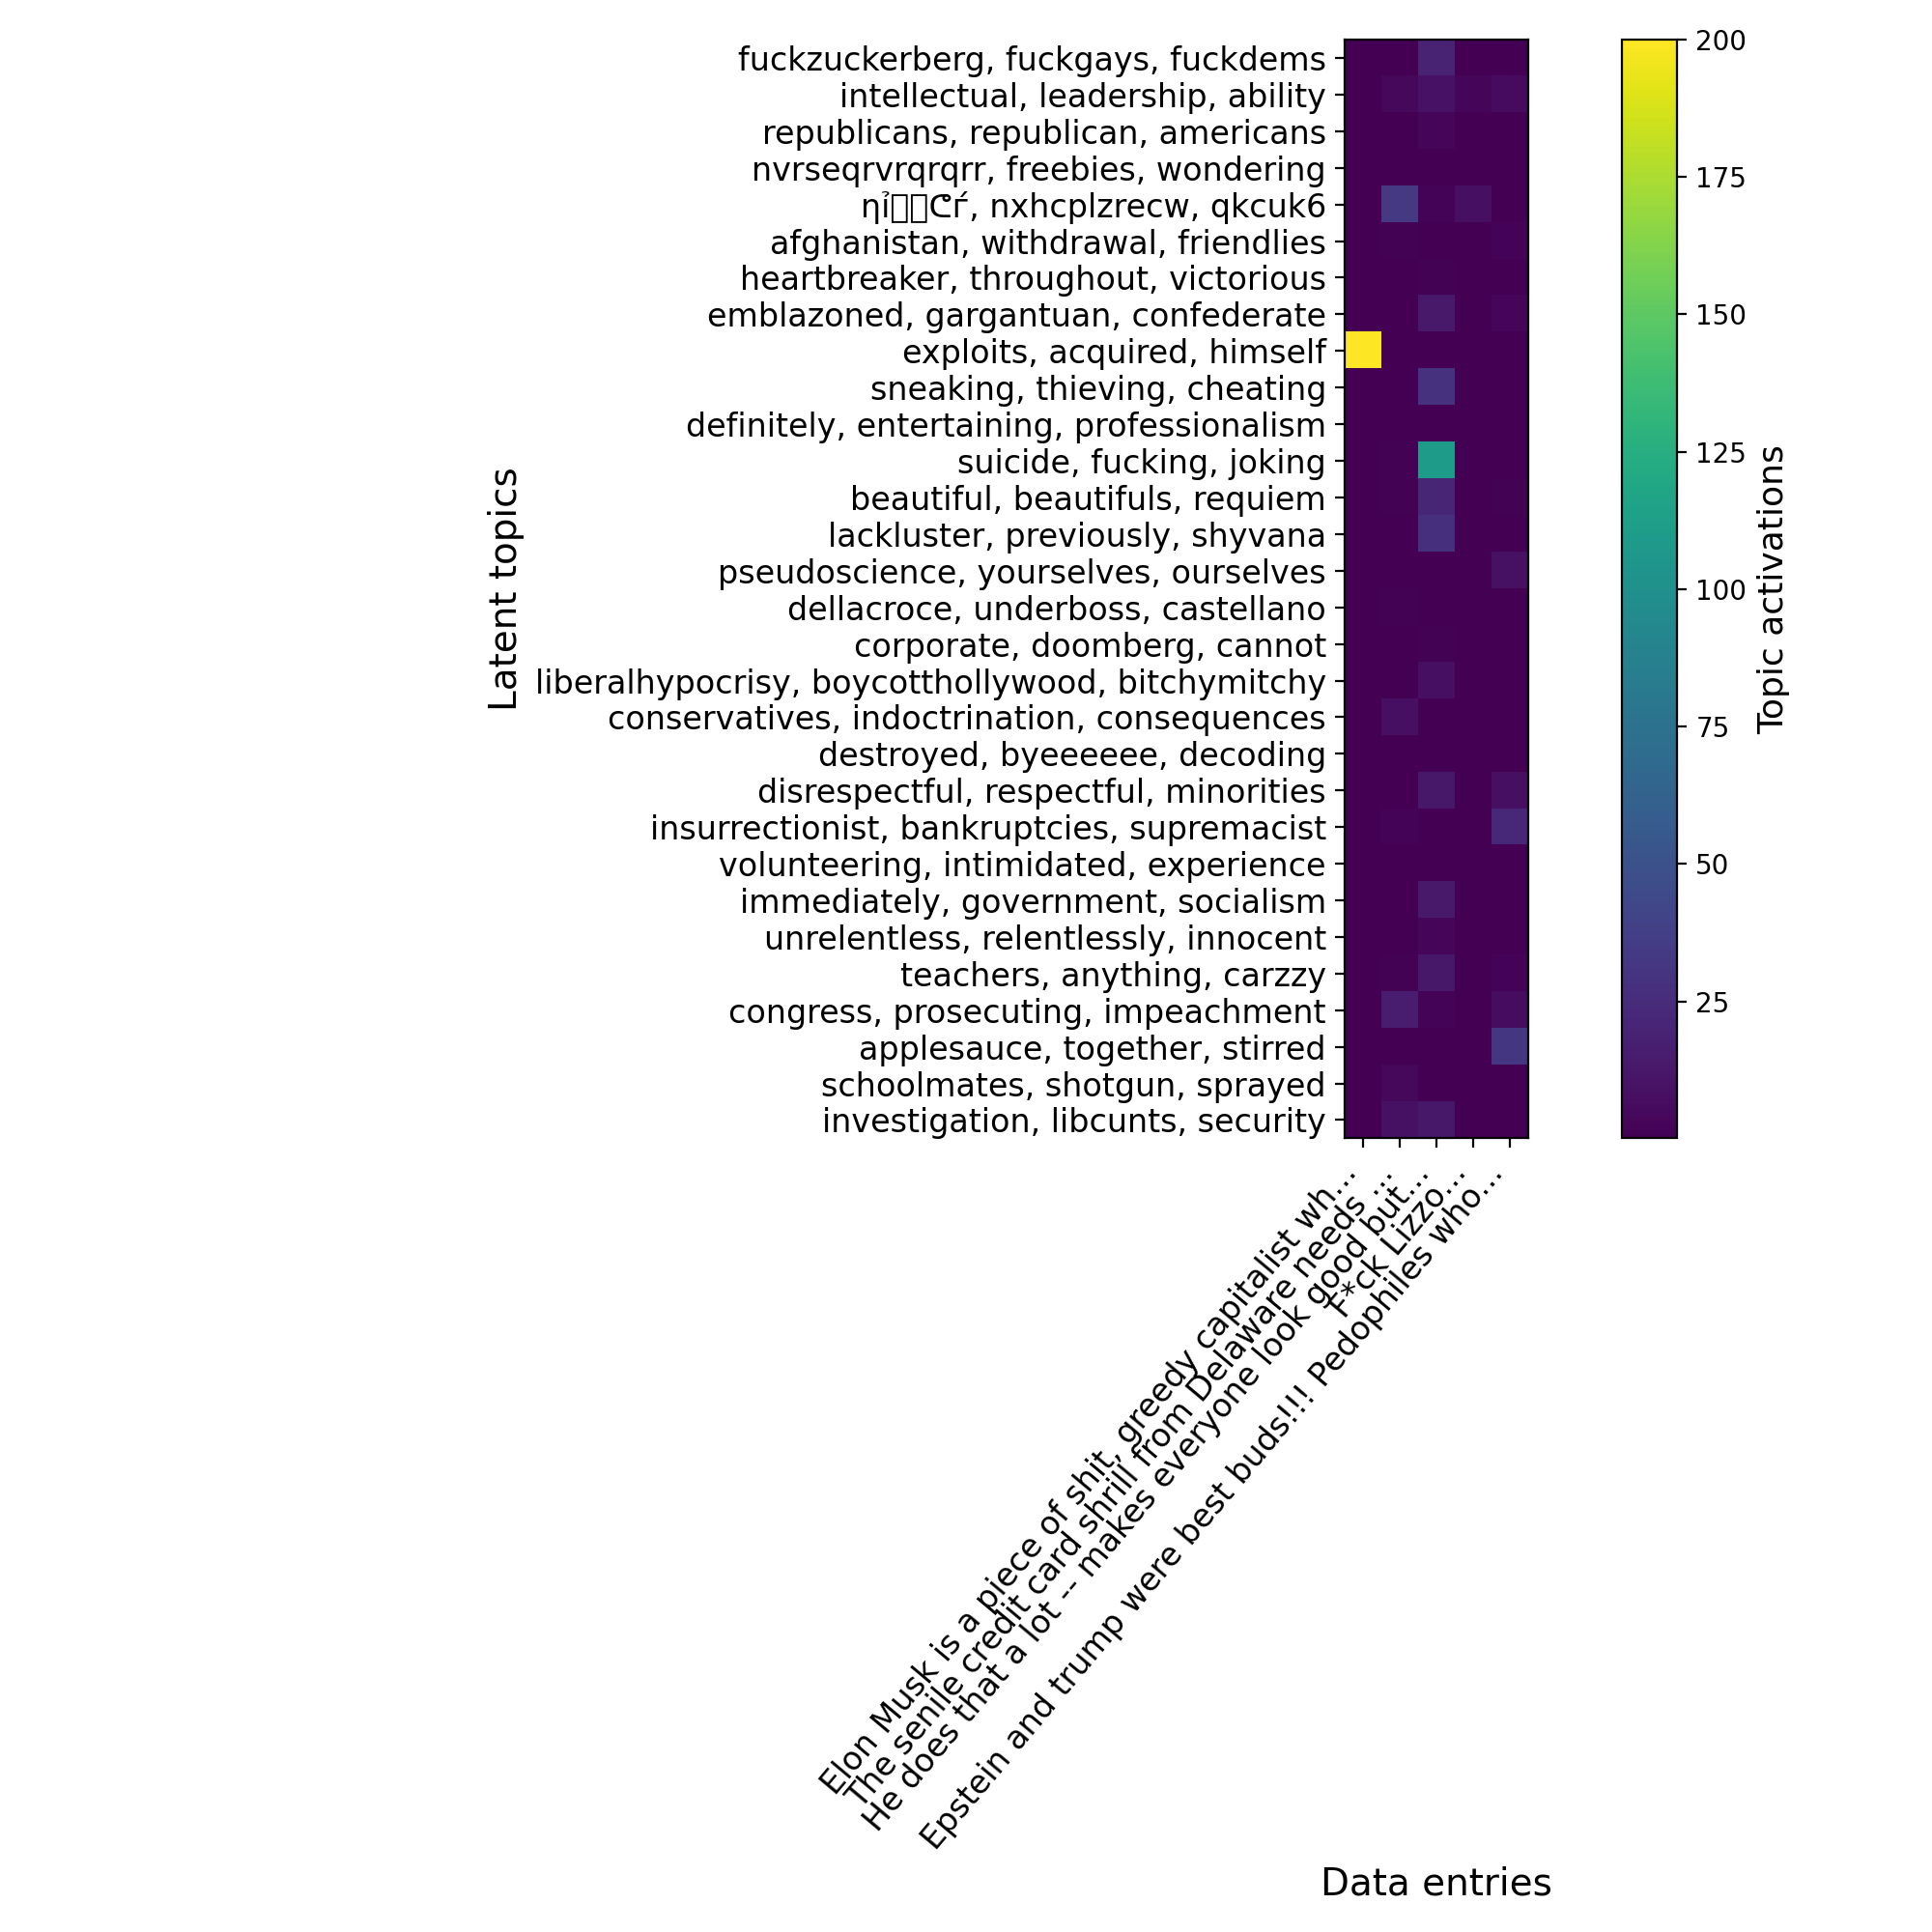 fuckzuckerberg, fuckgays, fuckdems
intellectual, leadership, ability
republicans, republican, americans
nvrseqrvrqrqrr, freebies, wondering
nxhcplzrecw, qkcuk6
afghanistan, withdrawal, friendlies
heartbreaker, throughout, victorious
emblazoned, gargantuan, confederate
exploits, acquired, himself
sneaking, thieving, cheating
definitely, entertaining, professionalism
suicide, fucking, joking
beautiful, beautifuls, requiem
lackluster, previously, shyvana
pseudoscience, yourselves, ourselves
dellacroce, underboss, castellano
corporate, doomberg, cannot
liberalhypocrisy, boycotthollywood, bitchymitchy
conservatives, indoctrination, consequences
destroyed, byeeeeee, decoding
disrespectful, respectful, minorities
insurrectionist, bankruptcies, supremacist
volunteering, intimidated, experience
immediately, government, socialism
unrelentless, relentlessly, innocent
teachers, anything, carzzy
congress, prosecuting, impeachment
applesauce, together, stirred
schoolmates, shotgun, sprayed
investigation, libcunts, security
Latent topics
Elon Musk is a piece of shit, greedy capitalist wh...
The senile credit card shrill from Delaware needs ...
He does that a lot -- makes everyone look good but...
F*ck Lizzo...
Epstein and trump were best buds!!! Pedophiles who...
Data entries
200
175
150
125
100
75
50
25
Topic activations